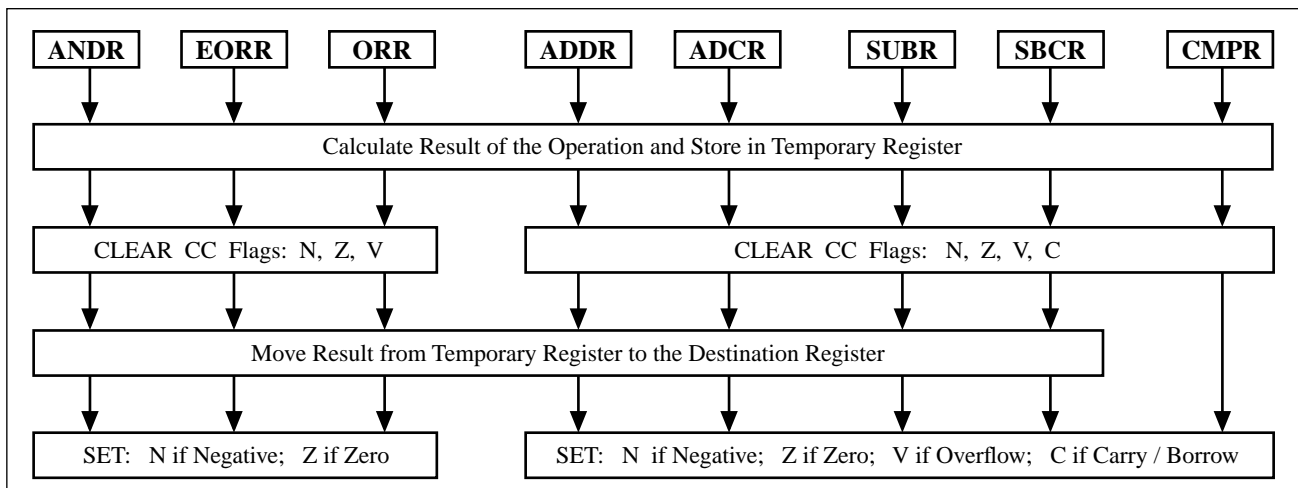 ANDR EORR ORR ADDR ADCR SUBR SBCR CMPR
Calculate Result of the Operation and Store in Temporary Register
CLEAR CC Flags: N, Z, V
CLEAR CC Flags: N, Z, V, C
Move Result from Temporary Register to the Destination Register
SET: N if Negative; Z if Zero
SET: N if Negative; Z if Zero; V if Overflow; C if Carry / Borrow